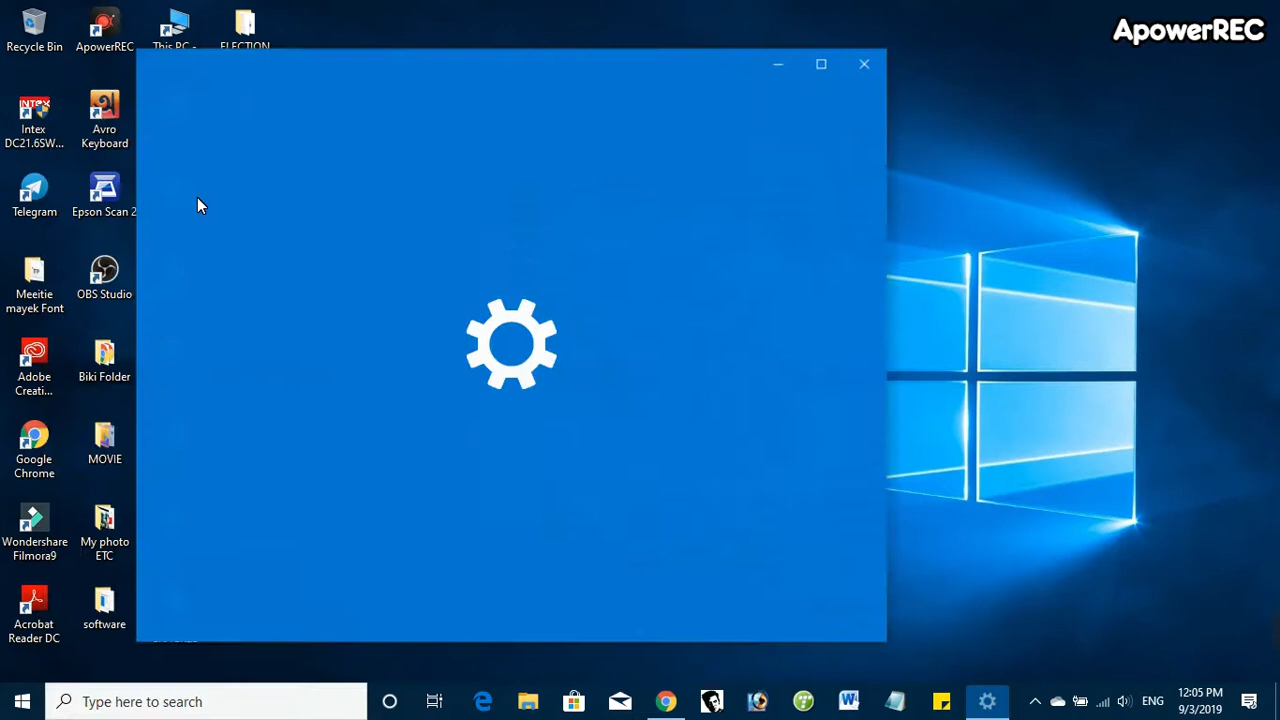 ApowerREC
Recycle Bin
ApowerREC
This PC -
ELECTION
INTEX
Intex
DC21.6SW...
Avro
Keyboard
Telegram
Epson Scan 2
Meeitie
mayek Font
OBS Studio
Adobe
Creati...
Biki Folder
Google
Chrome
MOVIE
Wondershare
Filmora9
My photo
ETC
Acrobat
Reader DC
software
Type here to search
ENG
12:05 PM
9/3/2019